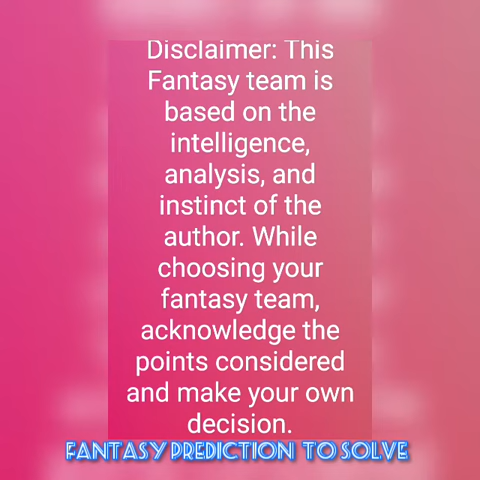 Disclaimer: This
Fantasy team is
based on the
intelligence,
analysis, and
instinct of the
author. While
choosing your
fantasy team,
acknowledge the
points considered
and make your own
decision.
FANTASY PREDICTION TO SOLVE